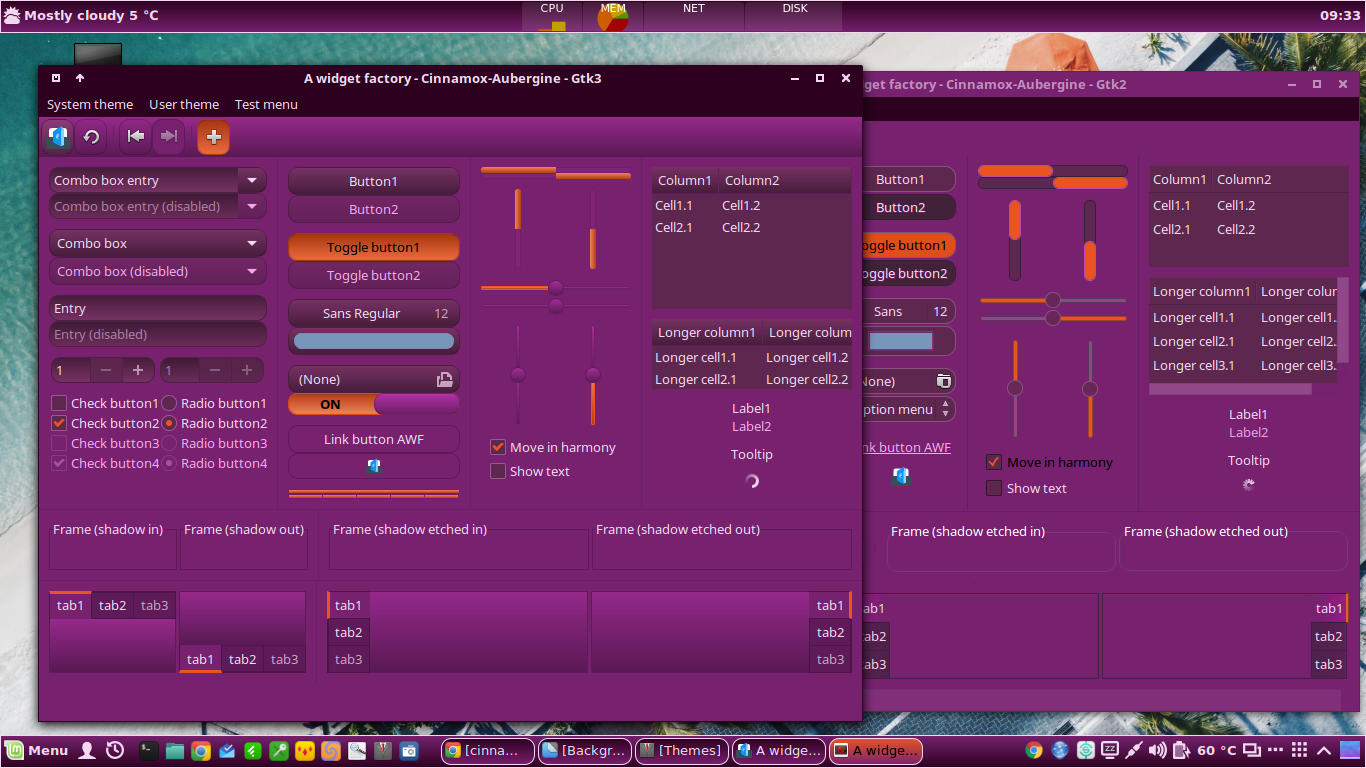 Mostly cloudy 5 °C
CPU
MEM
NET
DISK
09:33
A widget factory - Cinnamox-Aubergine - Gtk3
System theme
User theme
Test menu
Combo box entry
Combo box entry (disabled)
Combo box
Combo box (disabled)
Entry
Entry (disabled)
1
1
Check button1
Radio button1
Check button2
Radio button2
Check button3
Radio button3
Check button4
Radio button4
Button1
Button2
Toggle button1
Toggle button2
Sans Regular 12
(None)
ON
Link button AWF
Move in harmony
Show text
Column1 Column2
Cell1.1 Cell1.2
Cell2.1 Cell2.2
Longer column1 Longer colum
Longer cell1.1 Longer cell1.2
Longer cell2.1 Longer cell2.2
Label1
Label2
Tooltip
Frame (shadow in)
Frame (shadow out)
Frame (shadow etched in)
Frame (shadow etched out)
tab1 tab2 tab3
tab1 tab2 tab3
tab1
tab2
tab3
tab1
tab2
tab3
get factory - Cinnamox-Aubergine - Gtk2
Button1
Button2
oggle button1
oggle button2
Sans 12
None)
ption menu
nk button AWF
Move in harmony
Show text
Column1 Column2
Cell1.1 Cell1.2
Cell2.1 Cell2.2
Longer column1 Longer colur
Longer cell1.1 Longer cell1.
Longer cell2.1 Longer cell2.
Longer cell3.1 Longer cell3.
Label1
Label2
Tooltip
Frame (shadow etched in)
Frame (shadow etched out)
ab1
ab2
ab3
tab1
tab2
tab3
Menu
[cinna...
[Backgr...
[Themes]
A widge...
A widge...
zz
60 °C